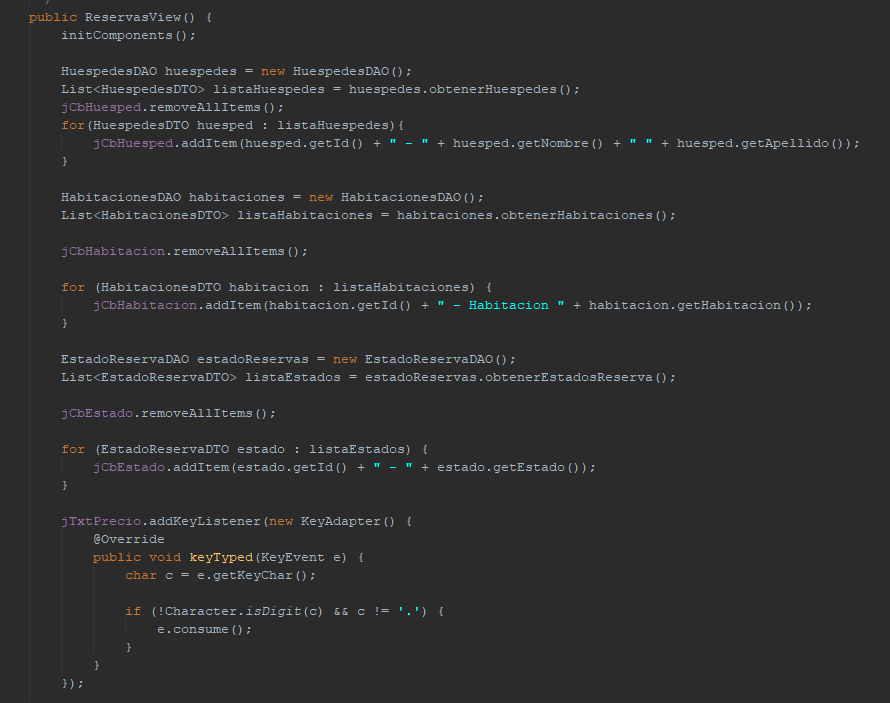 public ReservasView() {
initComponents();
HuespedesDAO huespedes = new HuespedesDAO();
List<HuespedesDTO> listaHuespedes = huespedes.obtenerHuespedes();
jCbHuesped.removeAllItems();
for(HuespedesDTO huesped : listaHuespedes){
jCbHuesped.addItem(huesped.getId() + " - " + huesped.getNombre() + " " + huesped.getApellido());
}
HabitacionesDAO habitaciones = new HabitacionesDAO();
List<HabitacionesDTO> listaHabitaciones = habitaciones.obtenerHabitaciones();
jCbHabitacion.removeAllItems();
for (HabitacionesDTO habitacion : listaHabitaciones) {
jCbHabitacion.addItem(habitacion.getId() + " - Habitacion " + habitacion.getHabitacion());
}
EstadoReservaDAO estadoReservas = new EstadoReservaDAO();
List<EstadoReservaDTO> listaEstados = estadoReservas.obtenerEstadosReserva();
jCbEstado.removeAllItems();
for (EstadoReservaDTO estado : listaEstados) {
jCbEstado.addItem(estado.getId() + " - " + estado.getEstado());
}
jTxtPrecio.addKeyListener(new KeyAdapter() {
@Override
public void keyTyped(KeyEvent e) {
char c = e.getKeyChar();
if (!Character.isDigit(c) && c != '.') {
e.consume();
}
}
});